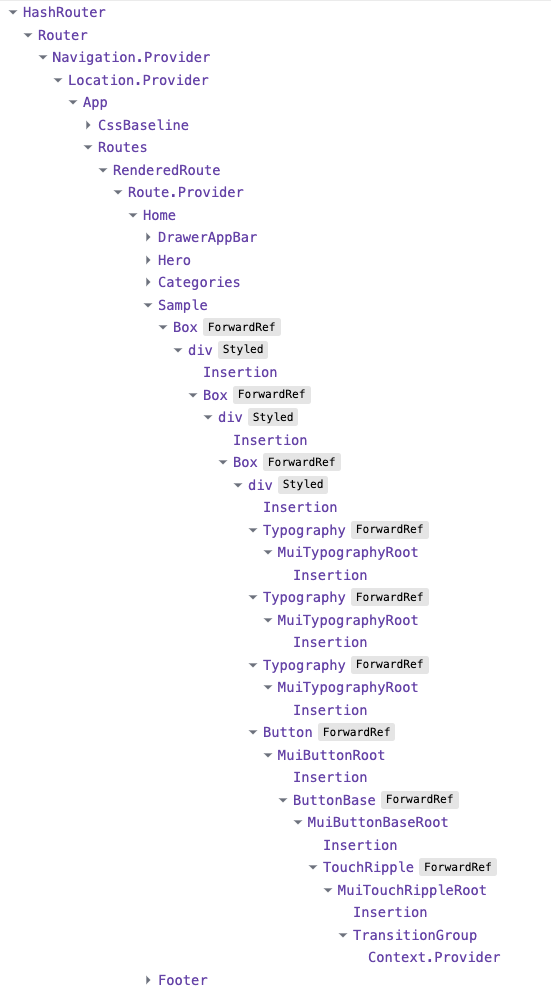 HashRouter
Router
Navigation.Provider
Location.Provider
App
CssBaseline
Routes
RenderedRoute
Route.Provider
Home
DrawerAppBar
Hero
Categories
Sample
Box ForwardRef
div Styled
Insertion
Box ForwardRef
div Styled
Insertion
Box ForwardRef
div Styled
Insertion
Typography ForwardRef
MuiTypographyRoot
Insertion
Typography ForwardRef
MuiTypographyRoot
Insertion
Typography ForwardRef
MuiTypographyRoot
Insertion
Button ForwardRef
MuiButtonRoot
Insertion
ButtonBase ForwardRef
MuiButtonBaseRoot
Insertion
TouchRipple ForwardRef
MuiTouchRippleRoot
Insertion
TransitionGroup
Context.Provider
Footer